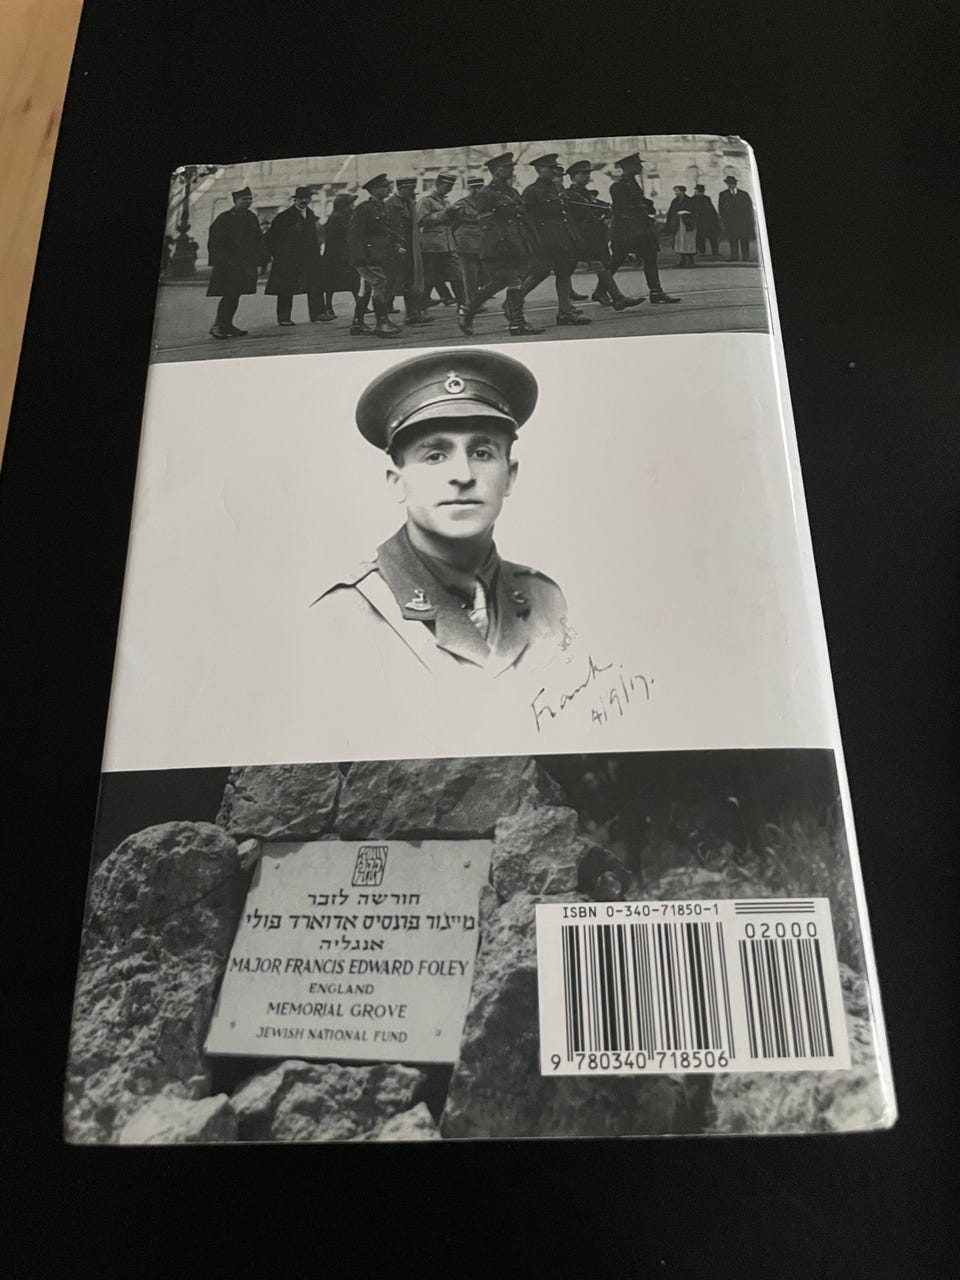 Frank.
4/9/17.
חורשה לזכר
מייג'ור פרנסיס אדוארד פולי
אנגליה
MAJOR FRANCIS EDWARD FOLEY
ENGLAND
MEMORIAL GROVE
JEWISH NATIONAL FUND
ISBN 0-340-71850-1
02000
9 780340 718506